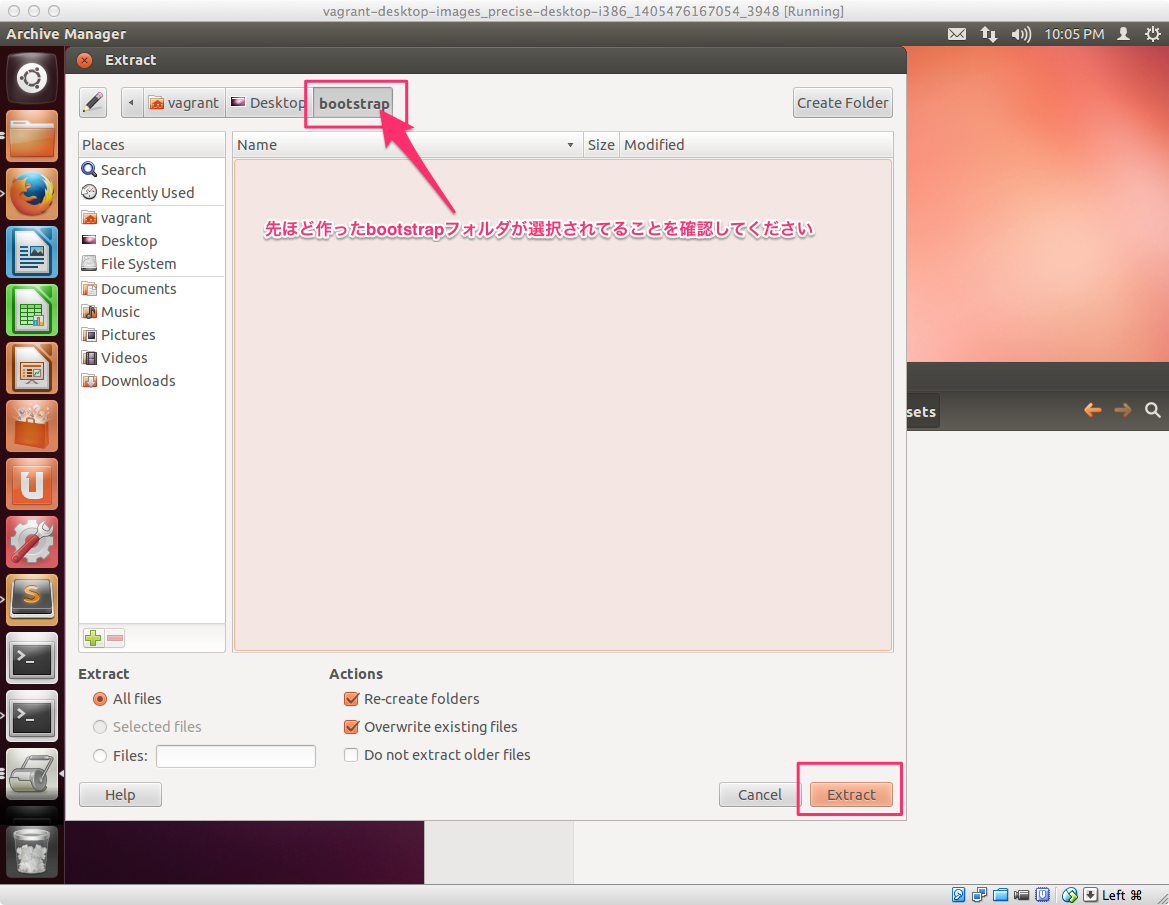 vagrant-desktop-images_precise-desktop-i386_1405476167054_3948 [Running]
Archive Manager
10:05 PM
Extract
vagrant
Desktop
bootstrap
Create Folder
Places
Name
Size
Modified
Search
Recently Used
vagrant
Desktop
File System
Documents
Music
Pictures
Videos
Downloads
先ほど作ったbootstrapフォルダが選択されてることを確認してください
sets
Extract
All files
Selected files
Files:
Actions
Re-create folders
Overwrite existing files
Do not extract older files
Help
Cancel
Extract
Left ⌘